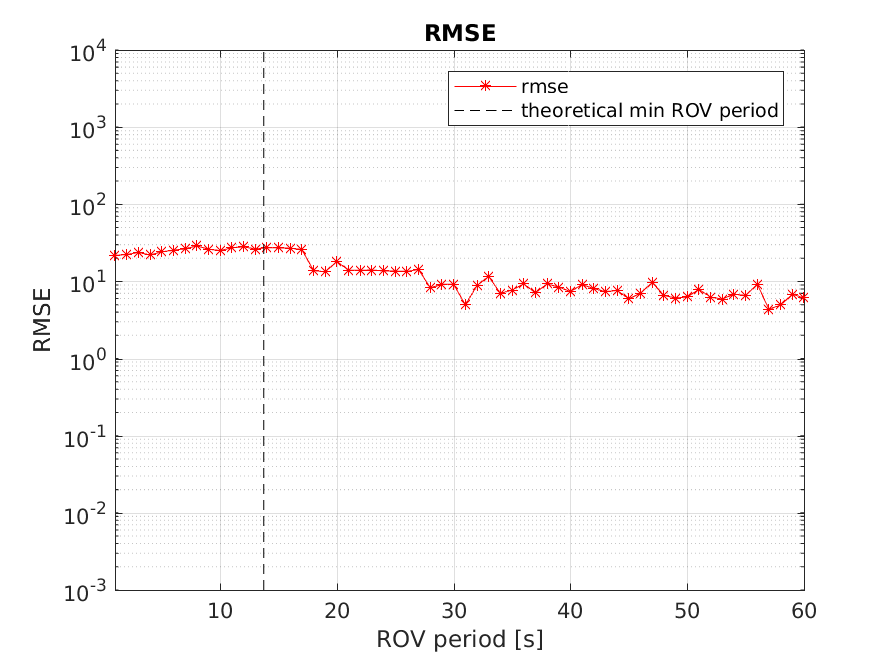 RMSE
rmse
theoretical min ROV period
10^4
10^3
10^2
10^1
10^0
10^-1
10^-2
10^-3
RMSE
10 20 30 40 50 60
ROV period [s]